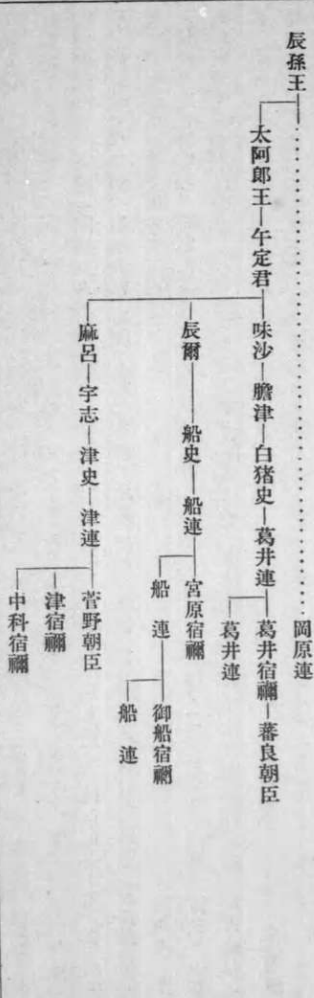 辰孫王
岡原連
太阿郎王―午定君
味沙―膽津―白猪史―葛井連
葛井宿禰―蕃良朝臣
葛井連
辰爾―船史―船連
宮原宿禰
船連
御船宿禰
船連
麻呂―宇志―津史―津連
菅野朝臣
津宿禰
中科宿禰